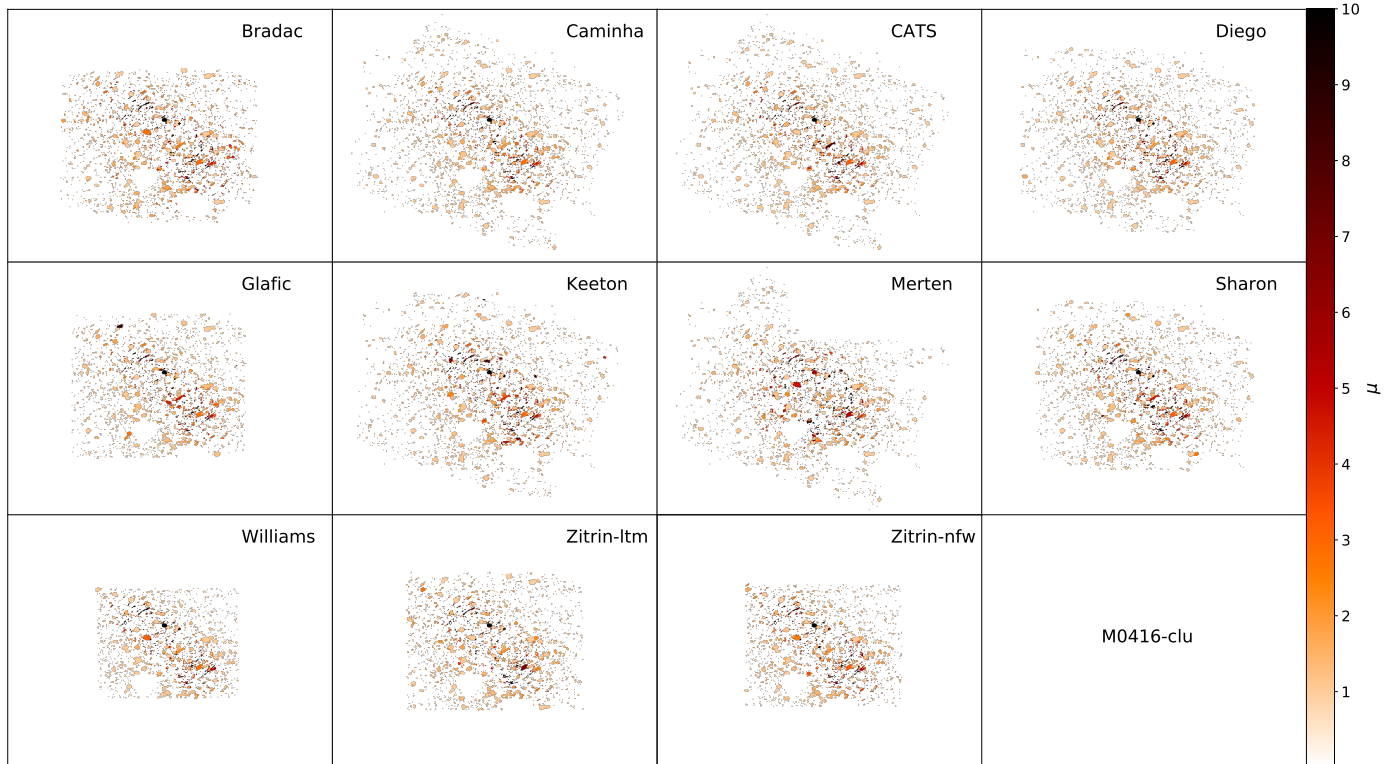 Bradac
Caminha
CATS
Diego
Glafic
Keeton
Merten
Sharon
Williams
Zitrin-ltm
Zitrin-nfw
M0416-clu
10
9
8
7
6
5
4
3
2
1
μ